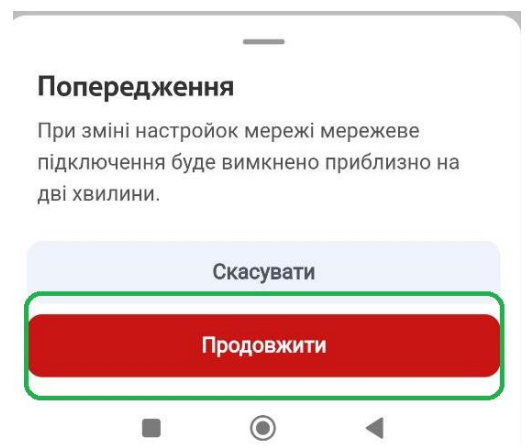 Попередження
При зміні настройок мережі мережеве
підключення буде вимкнено приблизно на
дві хвилини.
Скасувати
Продовжити